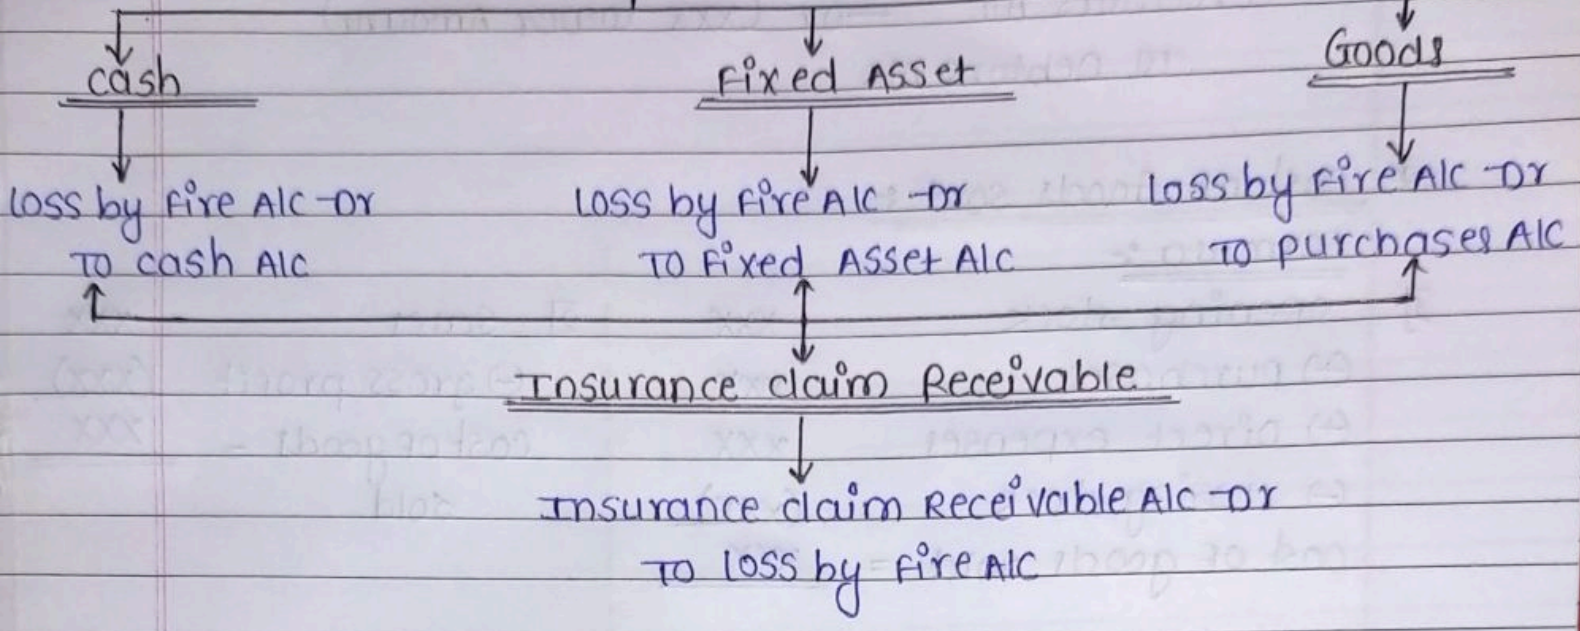 Cash
Fixed Asset
Goods
Loss by Fire A/c Dr
To cash A/c
Loss by Fire A/c Dr
To Fixed Asset A/c
Loss by Fire A/c Dr
To purchases A/c
Insurance claim Receivable
Insurance claim Receivable A/c Dr
To Loss by Fire A/c